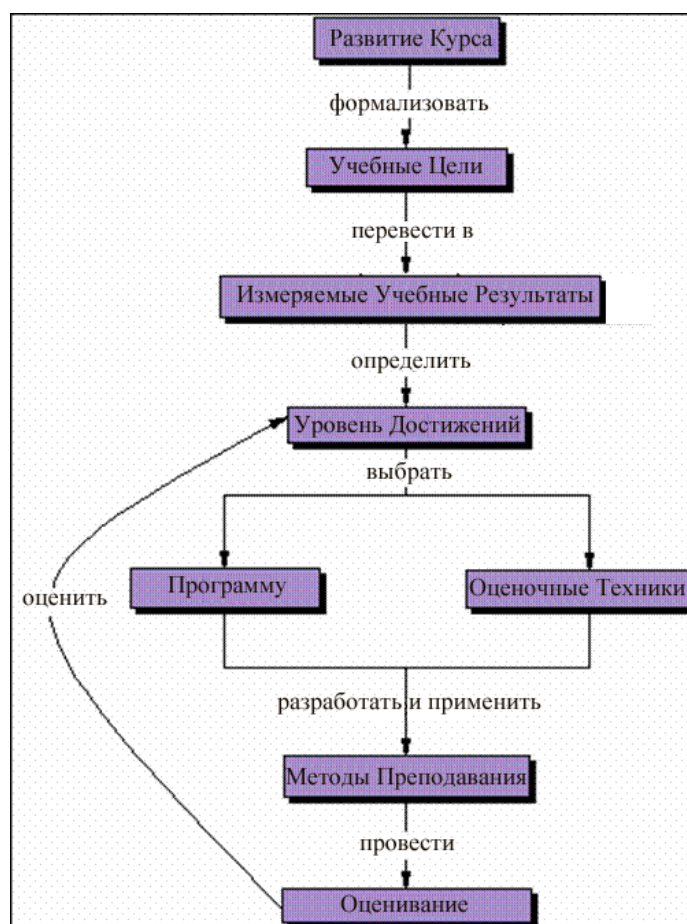 Развитие Курса
формализовать
Учебные Цели
перевести в
Измеряемые Учебные Результаты
определить
Уровень Достижений
выбрать
Программу
Оценочные Техники
оценить
разработать и применить
Методы Преподавания
провести
Оценивание